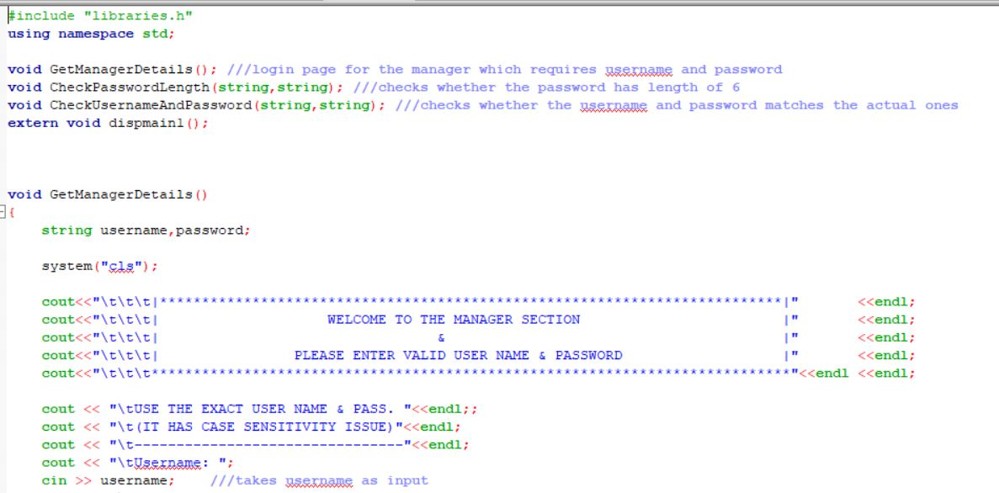 #include "libraries.h"
using namespace std;
void GetManagerDetails(); ///login page for the manager which requires username and password
void CheckPasswordLength(string,string); ///checks whether the password has length of 6
void CheckUsernameAndPassword(string,string); ///checks whether the username and password matches the actual ones
extern void dispmain1();
void GetManagerDetails()
{
    string username,password;
    system("cls");
    cout<<"\t\t\t|**************************************************************************|"       <<endl;
    cout<<"\t\t\t|                    WELCOME TO THE MANAGER SECTION                        |"       <<endl;
    cout<<"\t\t\t|                                 &                                        |"       <<endl;
    cout<<"\t\t\t|                PLEASE ENTER VALID USER NAME & PASSWORD                   |"       <<endl;
    cout<<"\t\t\t****************************************************************************"<<endl <<endl;
    cout << "\tUSE THE EXACT USER NAME & PASS. "<<endl;;
    cout << "\t(IT HAS CASE SENSITIVITY ISSUE)"<<endl;
    cout << "\t--------------------------------"<<endl;
    cout << "\tUsername: ";
    cin >> username;    ///takes username as input